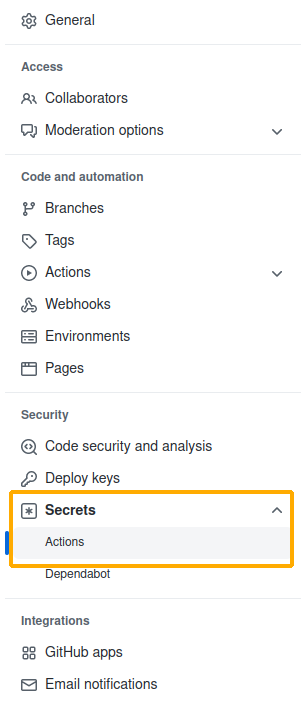 General
Access
Collaborators
Moderation options
Code and automation
Branches
Tags
Actions
Webhooks
Environments
Pages
Security
Code security and analysis
Deploy keys
Secrets
Actions
Dependabot
Integrations
GitHub apps
Email notifications